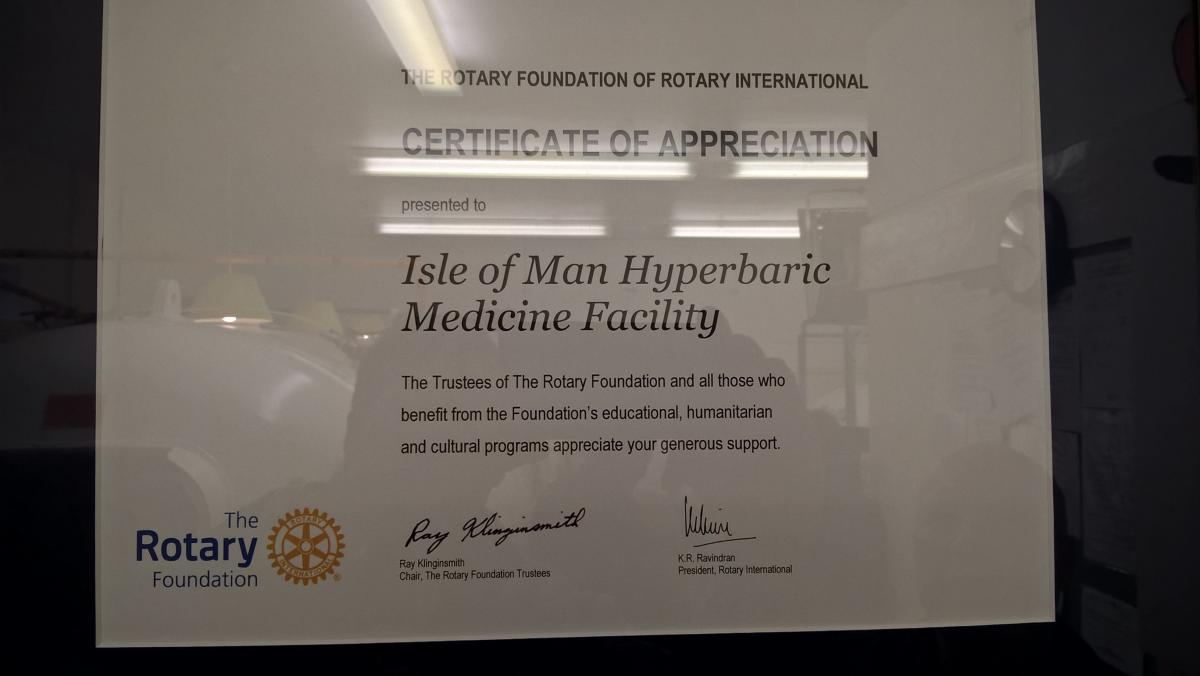 THE ROTARY FOUNDATION OF ROTARY INTERNATIONAL
CERTIFICATE OF APPRECIATION
presented to
Isle of Man Hyperbaric
Medicine Facility
The Trustees of The Rotary Foundation and all those who
benefit from the Foundation's educational, humanitarian
and cultural programs appreciate your generous support.
The
Rotary
Foundation
ROTARY
INTERNATIONAL
®
Ray Klinginsmith
Ray Klinginsmith
Chair, The Rotary Foundation Trustees
K.R. Ravindran
President, Rotary International